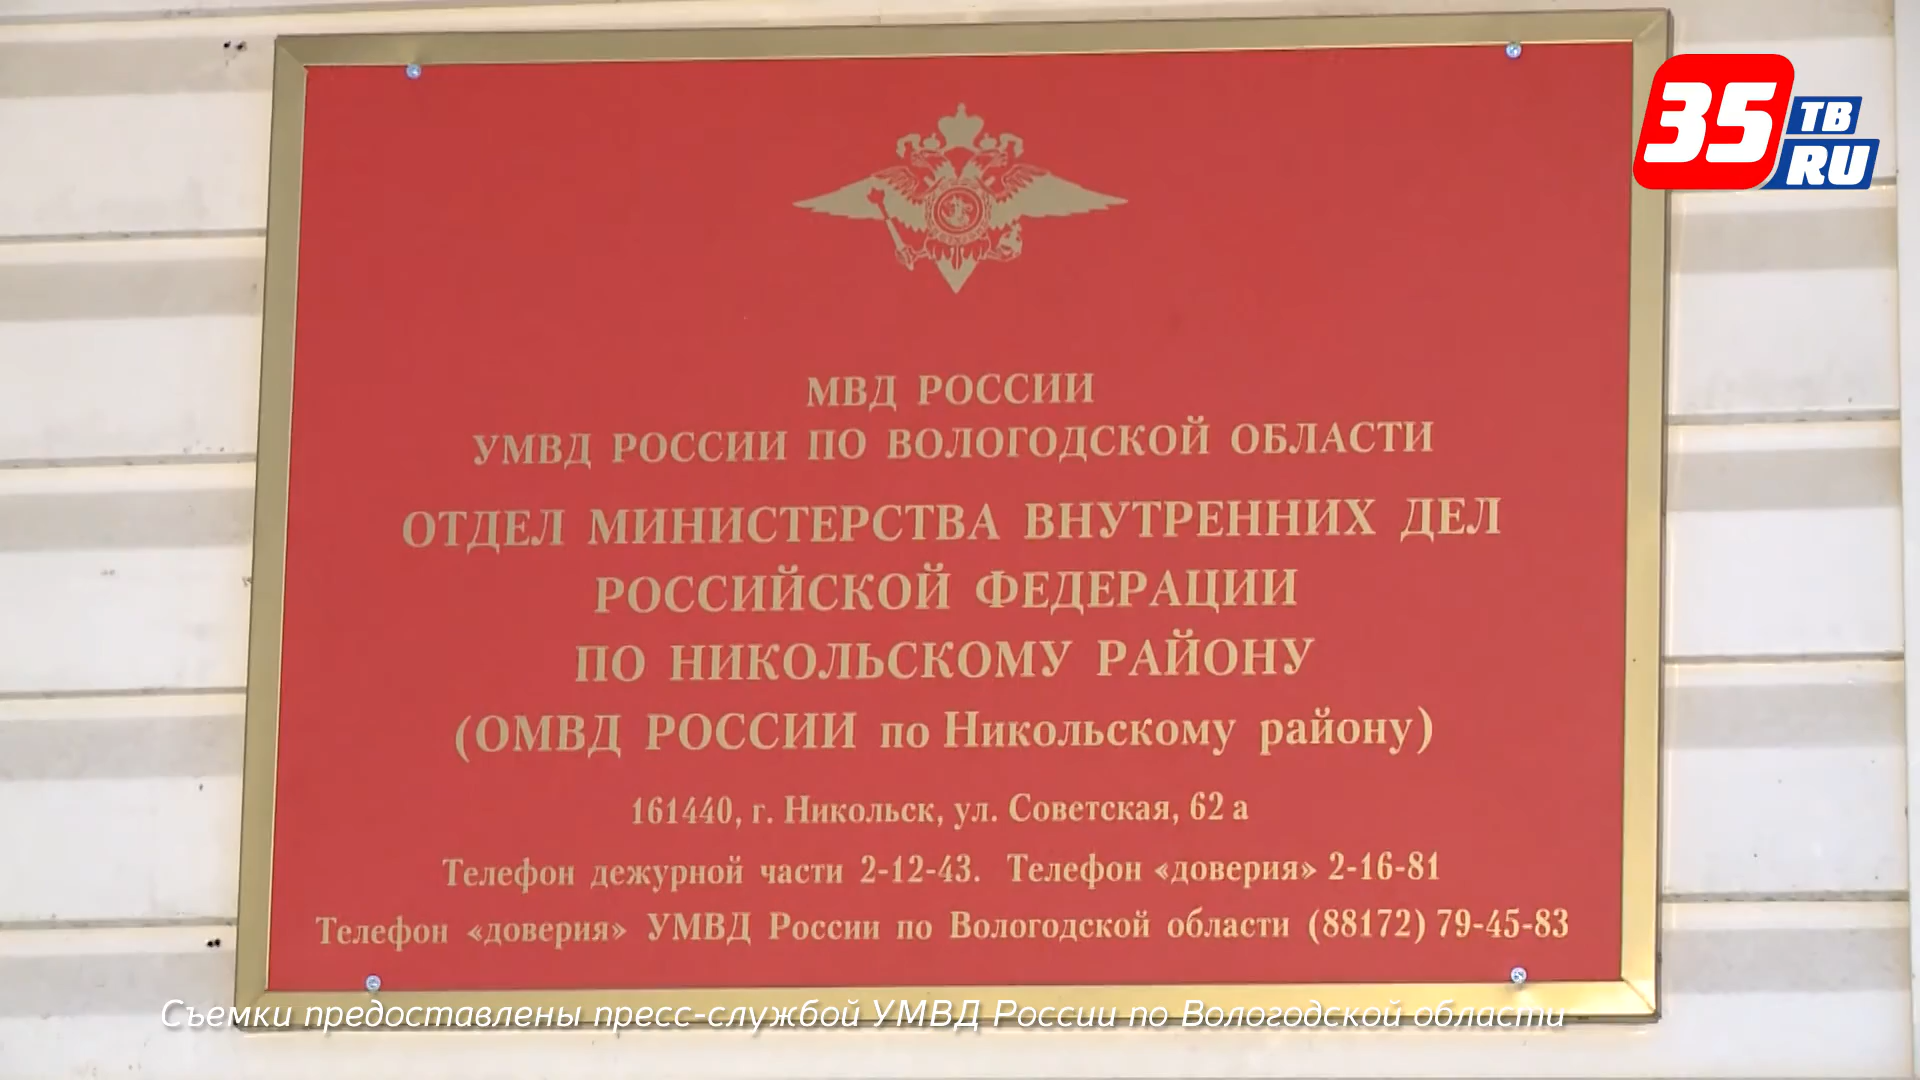 35
ТВ
RU
МВД РОССИИ
УМВД РОССИИ ПО ВОЛОГОДСКОЙ ОБЛАСТИ
ОТДЕЛ МИНИСТЕРСТВА ВНУТРЕННИХ ДЕЛ
РОССИЙСКОЙ ФЕДЕРАЦИИ
ПО НИКОЛЬСКОМУ РАЙОНУ
(ОМВД РОССИИ по Никольскому району)
161440, г. Никольск, ул. Советская, 62 а
Телефон дежурной части 2-12-43. Телефон «доверия» 2-16-81
Телефон «доверия» УМВД России по Вологодской области (88172) 79-45-83
Съемки предоставлены пресс-службой УМВД России по Вологодской области